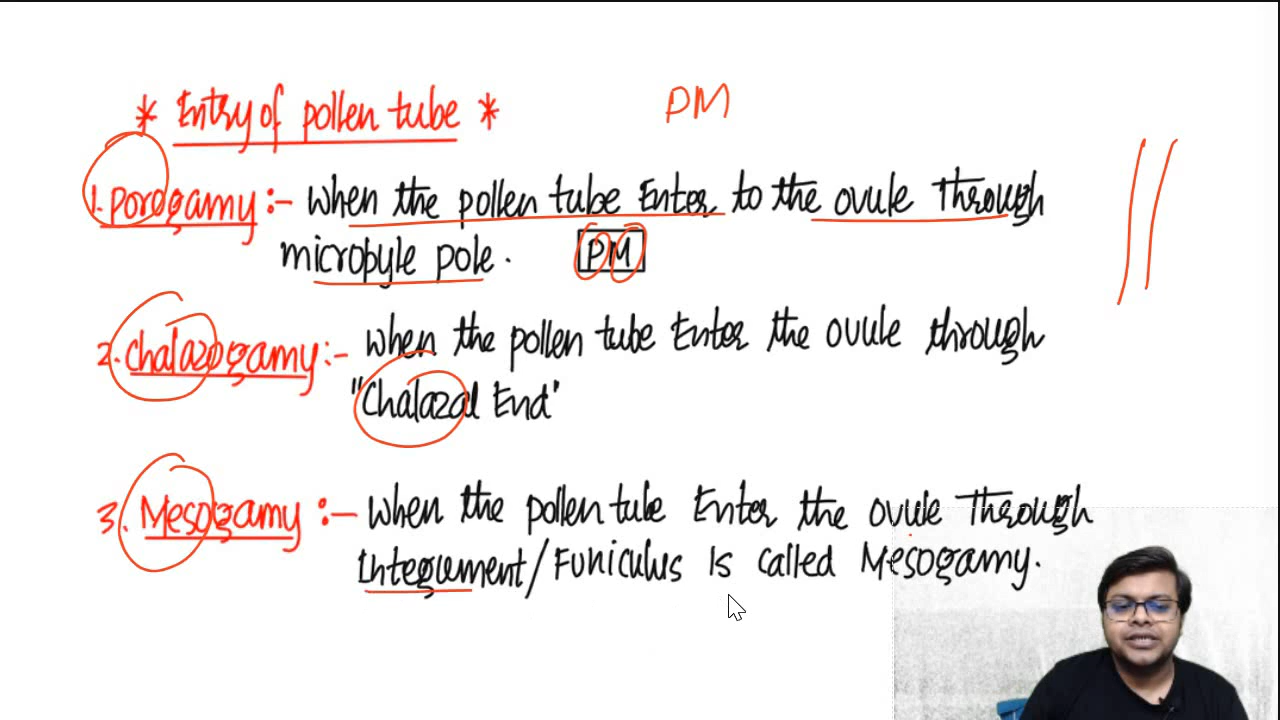 * Entry of pollen tube *
PM
1. Porogamy :- When the pollen tube Enter to the ovule Through
micropyle pole. PM
2. Chalazogamy :- When the pollen tube Enter the ovule through
"Chalazal End"
3. Mesogamy :- When the pollen tube Enter the ovule Through
Integument/Funiculus Is called Mesogamy.